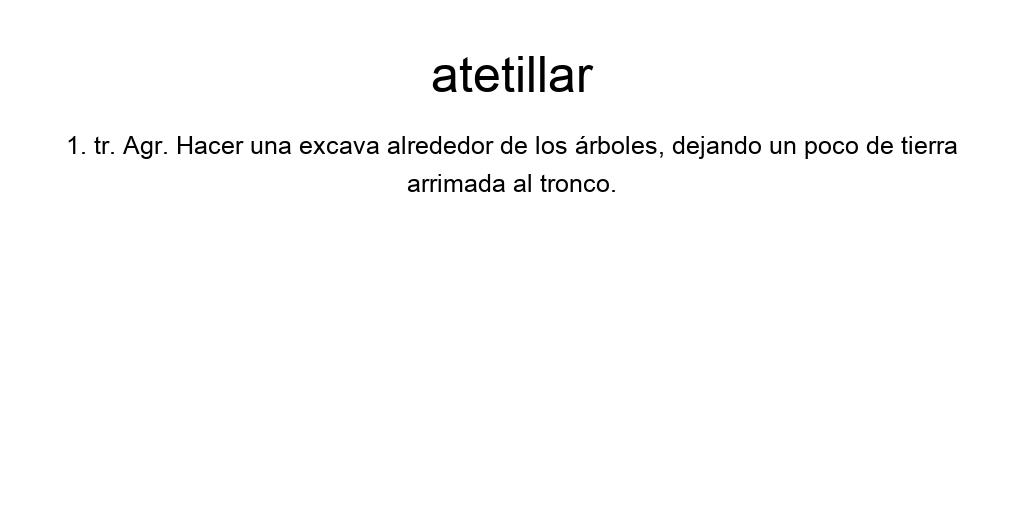 atetillar
1. tr. Agr. Hacer una excava alrededor de los árboles, dejando un poco de tierra
arrimada al tronco.